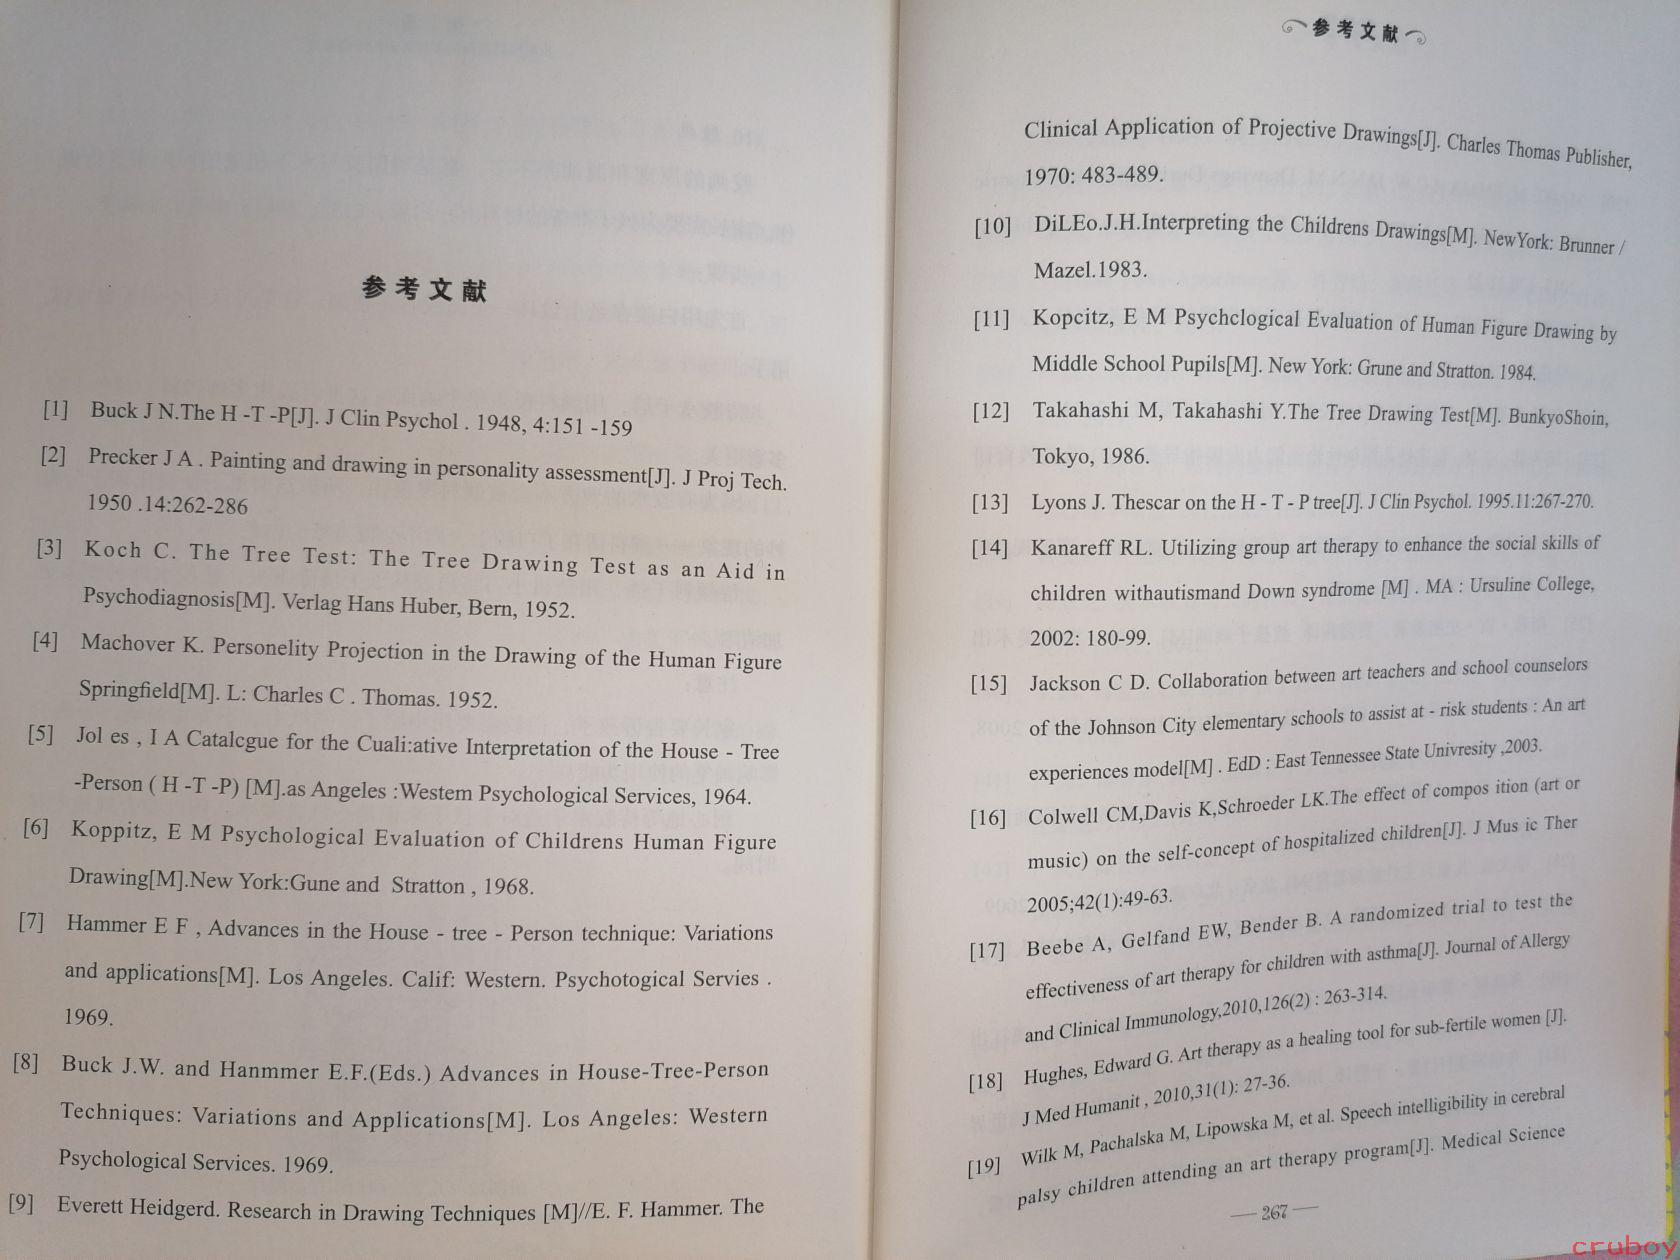 参考文献
[1] Buck J N.The H -T -P[J]. J Clin Psychol . 1948, 4:151 -159
[2] Precker J A . Painting and drawing in personality assessment[J]. J Proj Tech.
1950 .14:262-286
[3] Koch C. The Tree Test: The Tree Drawing Test as an Aid in
Psychodiagnosis[M]. Verlag Hans Huber, Bern, 1952.
[4] Machover K. Personelity Projection in the Drawing of the Human Figure
Springfield[M]. L: Charles C . Thomas. 1952.
[5] Jol es , I A Catalcgue for the Cuali:ative Interpretation of the House - Tree
-Person ( H -T -P) [M].as Angeles :Westem Psychological Services, 1964.
[6] Koppitz, E M Psychological Evaluation of Childrens Human Figure
Drawing[M].New York:Gune and Stratton , 1968.
[7] Hammer E F , Advances in the House - tree - Person technique: Variations
and applications[M]. Los Angeles. Calif: Western. Psychotogical Servies .
1969.
[8] Buck J.W. and Hanmmer E.F.(Eds.) Advances in House-Tree-Person
Techniques: Variations and Applications[M]. Los Angeles: Western
Psychological Services. 1969.
[9] Everett Heidgerd. Research in Drawing Techniques [M]//E. F. Hammer. The
参考文献
Clinical Application of Projective Drawings[J]. Charles Thomas Publisher,
1970: 483-489.
[10] DiLEo.J.H.Interpreting the Childrens Drawings[M]. NewYork: Brunner /
Mazel.1983.
[11] Kopcitz, E M Psychclogical Evaluation of Human Figure Drawing by
Middle School Pupils[M]. New York: Grune and Stratton. 1984.
[12] Takahashi M, Takahashi Y.The Tree Drawing Test[M]. BunkyoShoin,
Tokyo, 1986.
[13] Lyons J. Thescar on the H - T - P tree[J]. J Clin Psychol. 1995.11:267-270.
[14] Kanareff RL. Utilizing group art therapy to enhance the social skills of
children withautismand Down syndrome [M] . MA : Ursuline College,
2002: 180-99.
[15] Jackson C D. Collaboration between art teachers and school counselors
of the Johnson City elementary schools to assist at - risk students : An art
experiences model[M] . EdD : East Tennessee State Univresity ,2003.
[16] Colwell CM,Davis K,Schroeder LK.The effect of compos ition (art or
music) on the self-concept of hospitalized children[J]. J Mus ic Ther
2005;42(1):49-63.
[17] Beebe A, Gelfand EW, Bender B. A randomized trial to test the
effectiveness of art therapy for children with asthma[J]. Journal of Allergy
and Clinical Immunology,2010,126(2) : 263-314.
[18] Hughes, Edward G. Art therapy as a healing tool for sub-fertile women [J].
J Med Humanit , 2010,31(1): 27-36.
[19] Wilk M, Pachalska M, Lipowska M, et al. Speech intelligibility in cerebral
palsy children attending an art therapy program[J]. Medical Science
— 267 —
cruboy